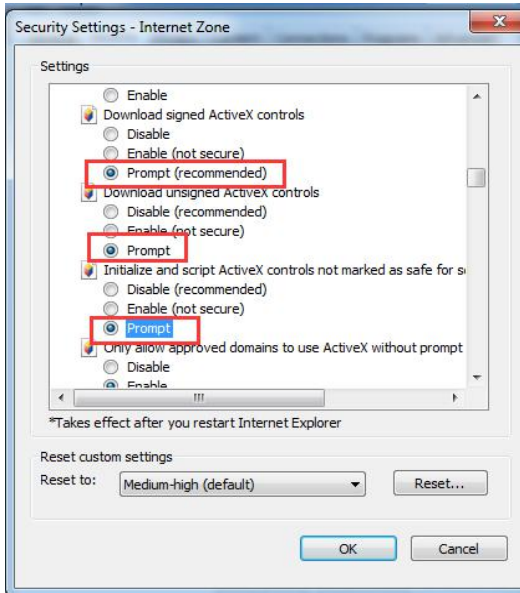 Security Settings - Internet Zone
Settings
Enable
Download signed ActiveX controls
Disable
Enable (not secure)
Prompt (recommended)
Download unsigned ActiveX controls
Disable (recommended)
Enable (not secure)
Prompt
Initialize and script ActiveX controls not marked as safe for s
Disable (recommended)
Enable (not secure)
Prompt
Only allow approved domains to use ActiveX without prompt
Disable
Enable
*Takes effect after you restart Internet Explorer
Reset custom settings
Reset to:
Medium-high (default)
Reset...
OK
Cancel